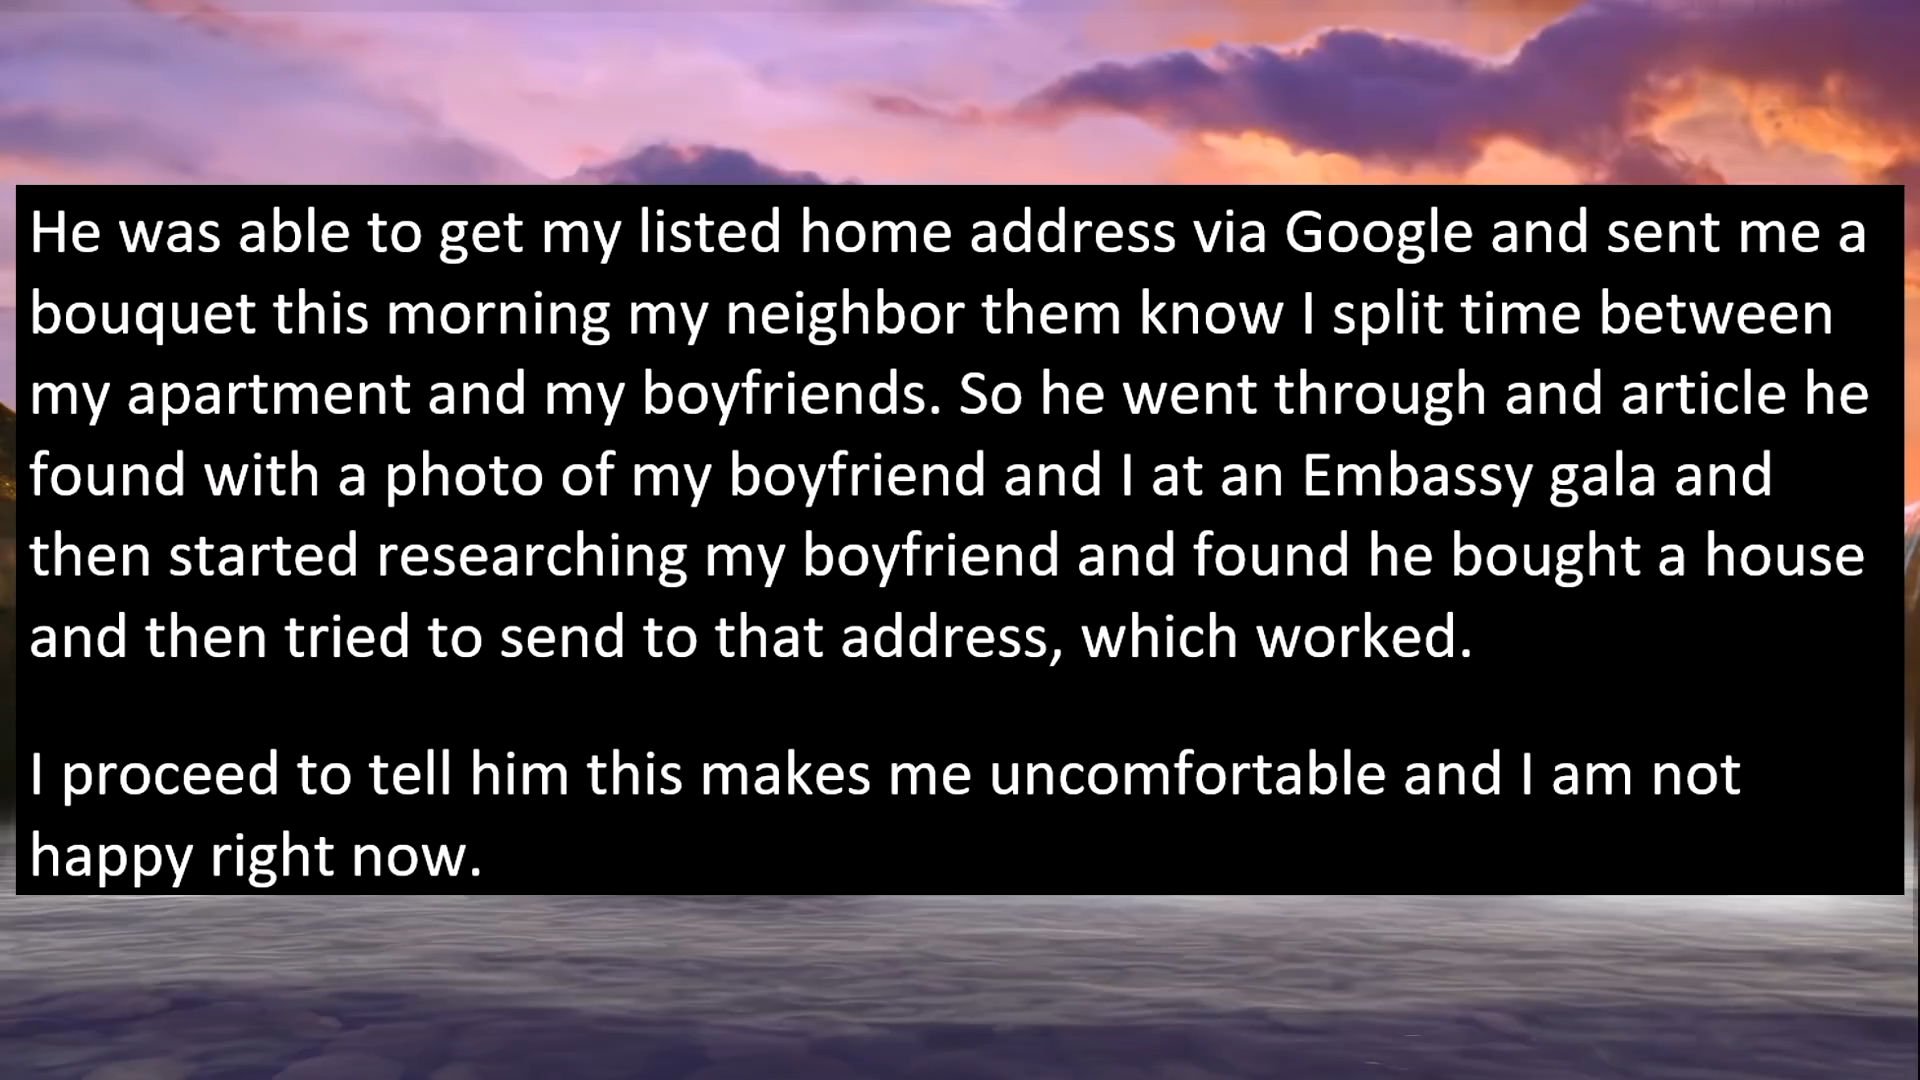 He was able to get my listed home address via Google and sent me a
bouquet this morning my neighbor them know I split time between
my apartment and my boyfriends. So he went through and article he
found with a photo of my boyfriend and I at an Embassy gala and
then started researching my boyfriend and found he bought a house
and then tried to send to that address, which worked.
I proceed to tell him this makes me uncomfortable and I am not
happy right now.